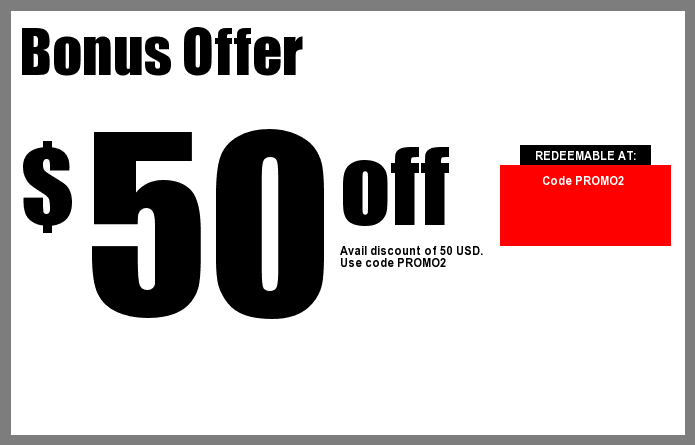 Bonus Offer
$50 off
Avail discount of 50 USD.
Use code PROMO2
REDEEMABLE AT:
Code PROMO2